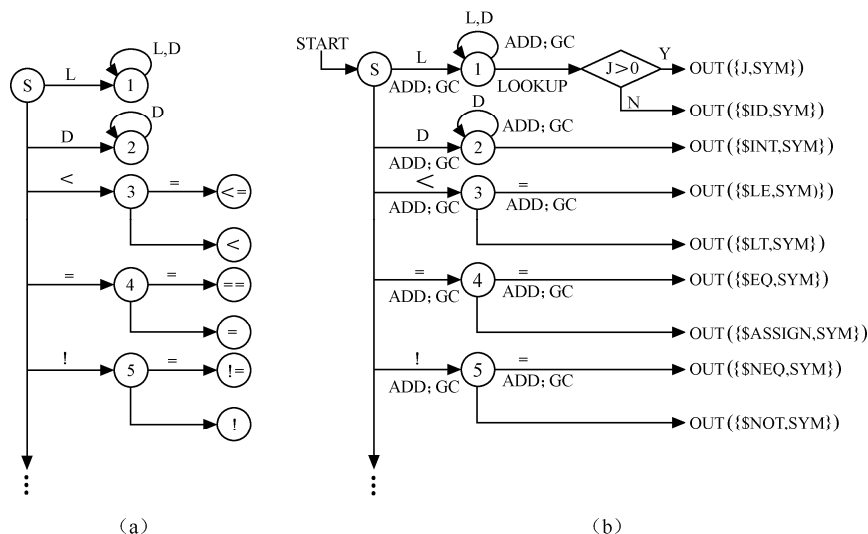 L,D
S
L
1
D
D
2
<
3
=
<=
<
=
4
=
==
=
!
5
=
!=
!
⋮
(a)
START
S
L
ADD; GC
L,D
ADD; GC
1
LOOKUP
J>0
Y
OUT({J,SYM})
N
OUT({$ID,SYM})
D
ADD; GC
D
ADD; GC
2
OUT({$INT,SYM})
<
ADD; GC
3
=
ADD; GC
OUT({$LE,SYM)})
OUT({$LT,SYM})
=
ADD; GC
4
=
ADD; GC
OUT({$EQ,SYM})
OUT({$ASSIGN,SYM})
!
ADD; GC
5
=
ADD; GC
OUT({$NEQ,SYM})
OUT({$NOT,SYM})
⋮
(b)